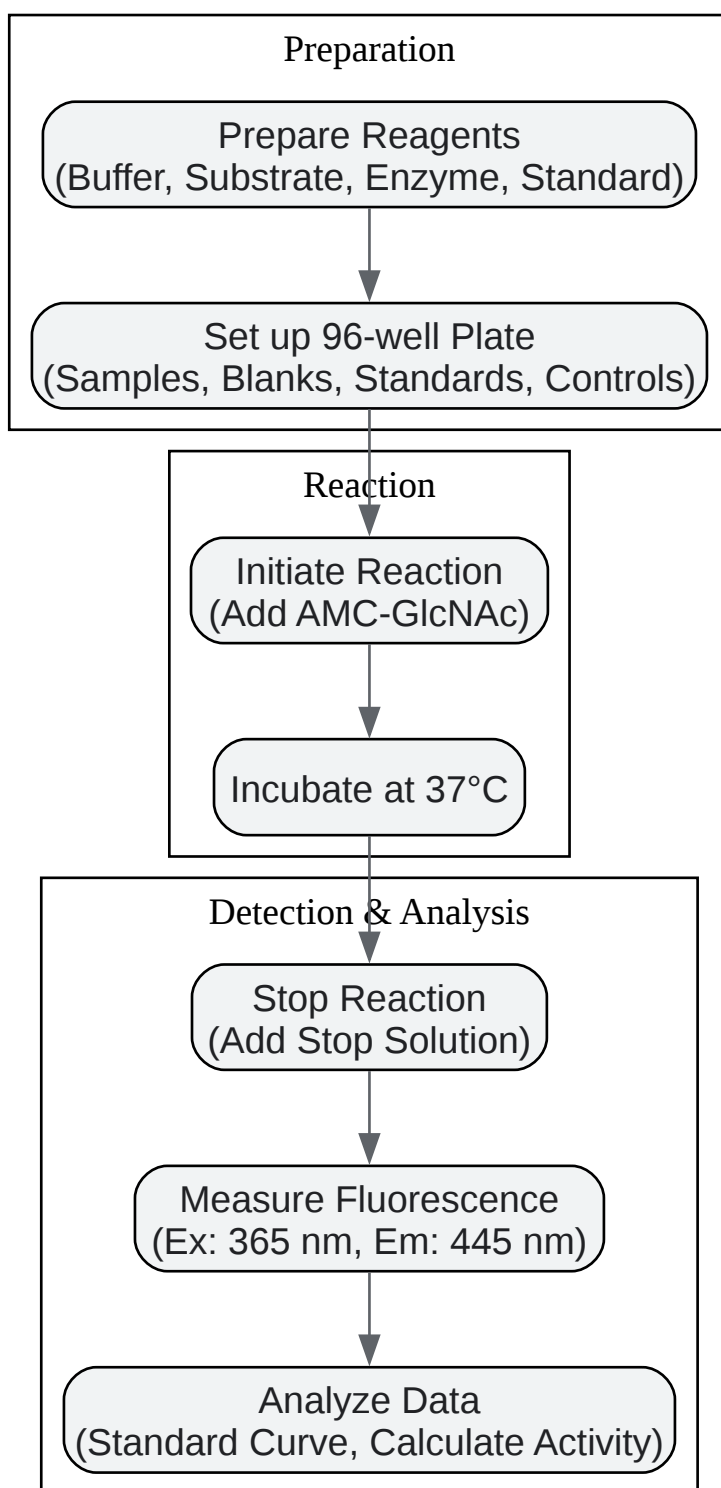 Preparation
Prepare Reagents
(Buffer, Substrate, Enzyme, Standard)
Set up 96-well Plate
(Samples, Blanks, Standards, Controls)
Reaction
Initiate Reaction
(Add AMC-GlcNAc)
Incubate at 37°C
Detection & Analysis
Stop Reaction
(Add Stop Solution)
Measure Fluorescence
(Ex: 365 nm, Em: 445 nm)
Analyze Data
(Standard Curve, Calculate Activity)